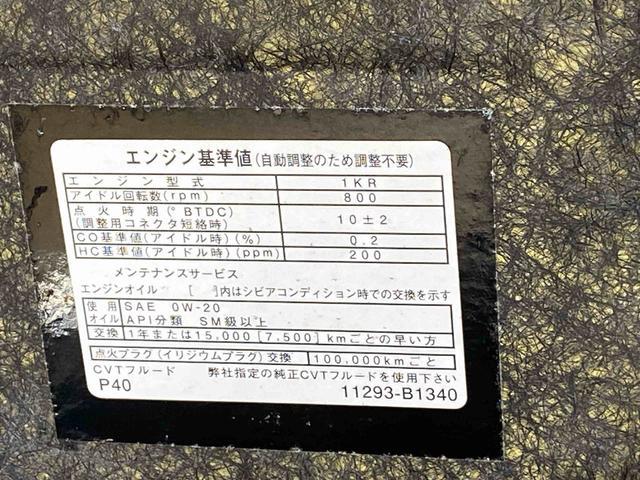 エンジン基準値(自動調整のため調整不要)
エンジン型式 1KR
アイドル回転数(rpm) 800
点火時期(°BTDC)
(調整用コネクタ短絡時) 10±2
CO基準値(アイドル時)(%) 0.2
HC基準値(アイドル時)(ppm) 200
メンテナンスサービス
エンジンオイル [ ]内はシビアコンディション時での交換を示す
使用 SAE 0W-20
オイル API分類 SM級以上
交換 1年または15,000[7,500]kmごとの早い方
点火プラグ(イリジウムプラグ)交換 100,000kmごと
CVTフルード 弊社指定の純正CVTフルードを使用下さい
P40 11293-B1340